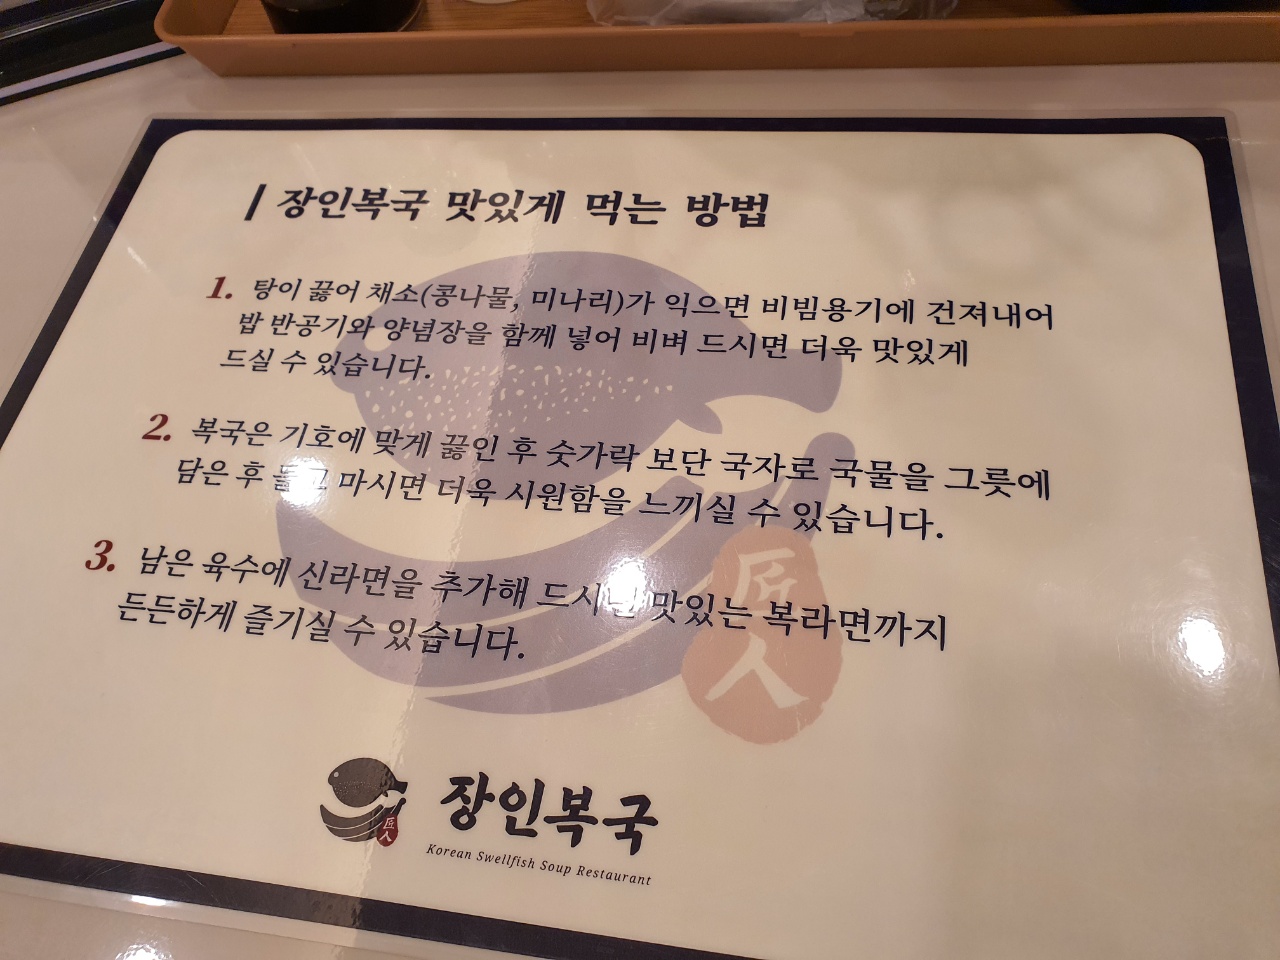 장인복국 맛있게 먹는 방법
1. 탕이 끓어 채소(콩나물, 미나리)가 익으면 비빔용기에 건져내어
밥 반공기와 양념장을 함께 넣어 비벼 드시면 더욱 맛있게
드실 수 있습니다.
2. 복국은 기호에 맞게 끓인 후 숫가락 보단 국자로 국물을 그릇에
담은 후 들고 마시면 더욱 시원함을 느끼실 수 있습니다.
3. 남은 육수에 신라면을 추가해 드시면 맛있는 복라면까지
든든하게 즐기실 수 있습니다.
匠人
匠人
장인복국
Korean Swellfish Soup Restaurant